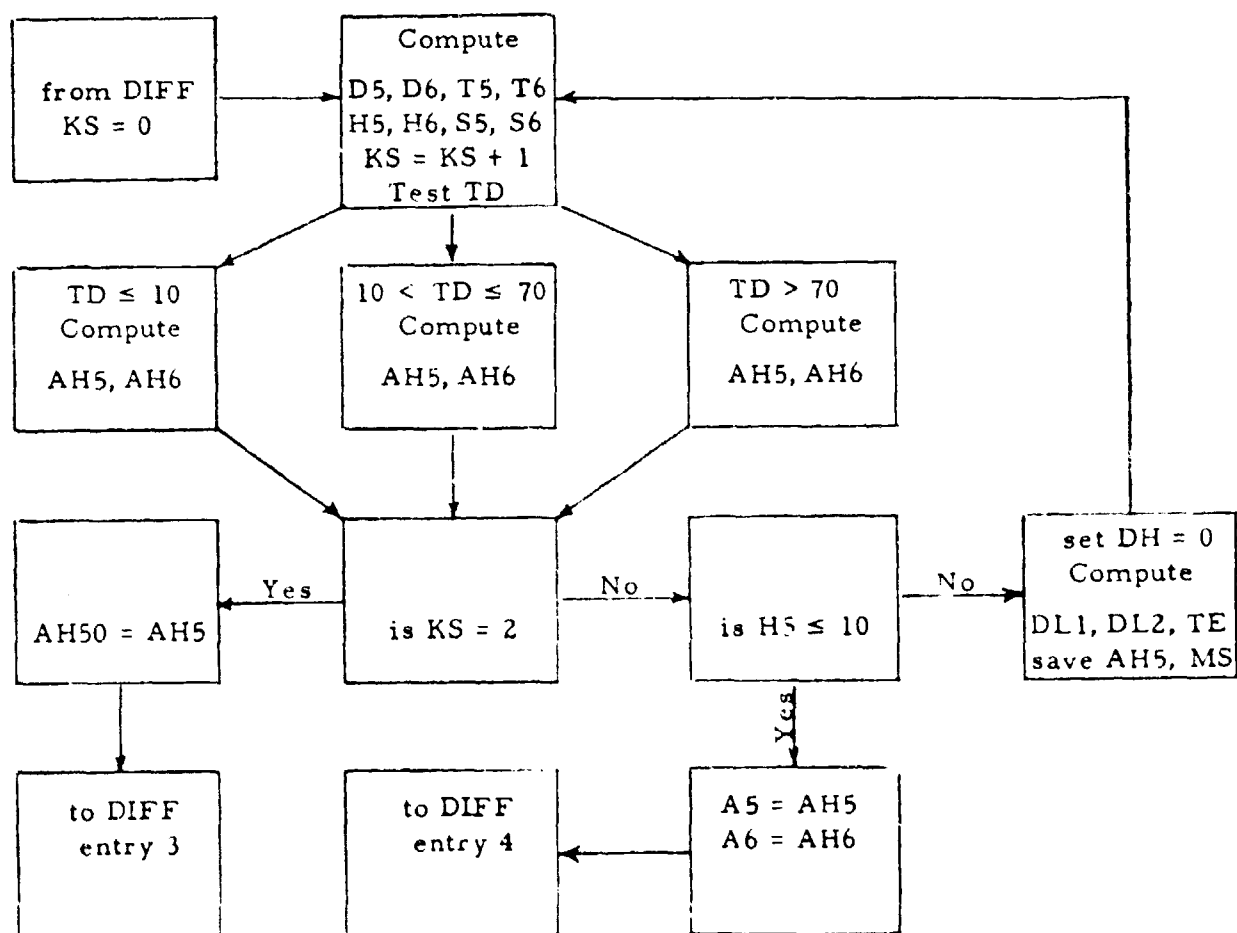 from DIFF
KS = 0
Compute
D5, D6, T5, T6
H5, H6, S5, S6
KS = KS + 1
Test TD
TD ≤ 10
Compute
AH5, AH6
10 < TD ≤ 70
Compute
AH5, AH6
TD > 70
Compute
AH5, AH6
AH50 = AH5
Yes
is KS = 2
No
is H5 ≤ 10
No
set DH = 0
Compute
DL1, DL2, TE
save AH5, MS
Yes
to DIFF
entry 3
to DIFF
entry 4
A5 = AH5
A6 = AH6